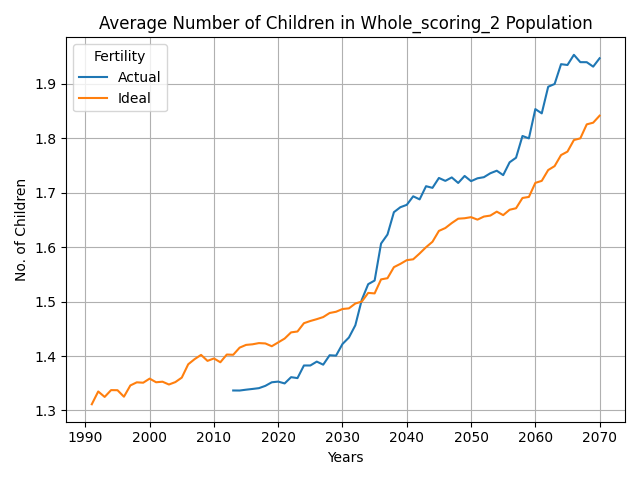 Average Number of Children in Whole_scoring_2 Population
Fertility
Actual
Ideal
No. of Children
1.9
1.8
1.7
1.6
1.5
1.4
1.3
1990 2000 2010 2020 2030 2040 2050 2060 2070
Years